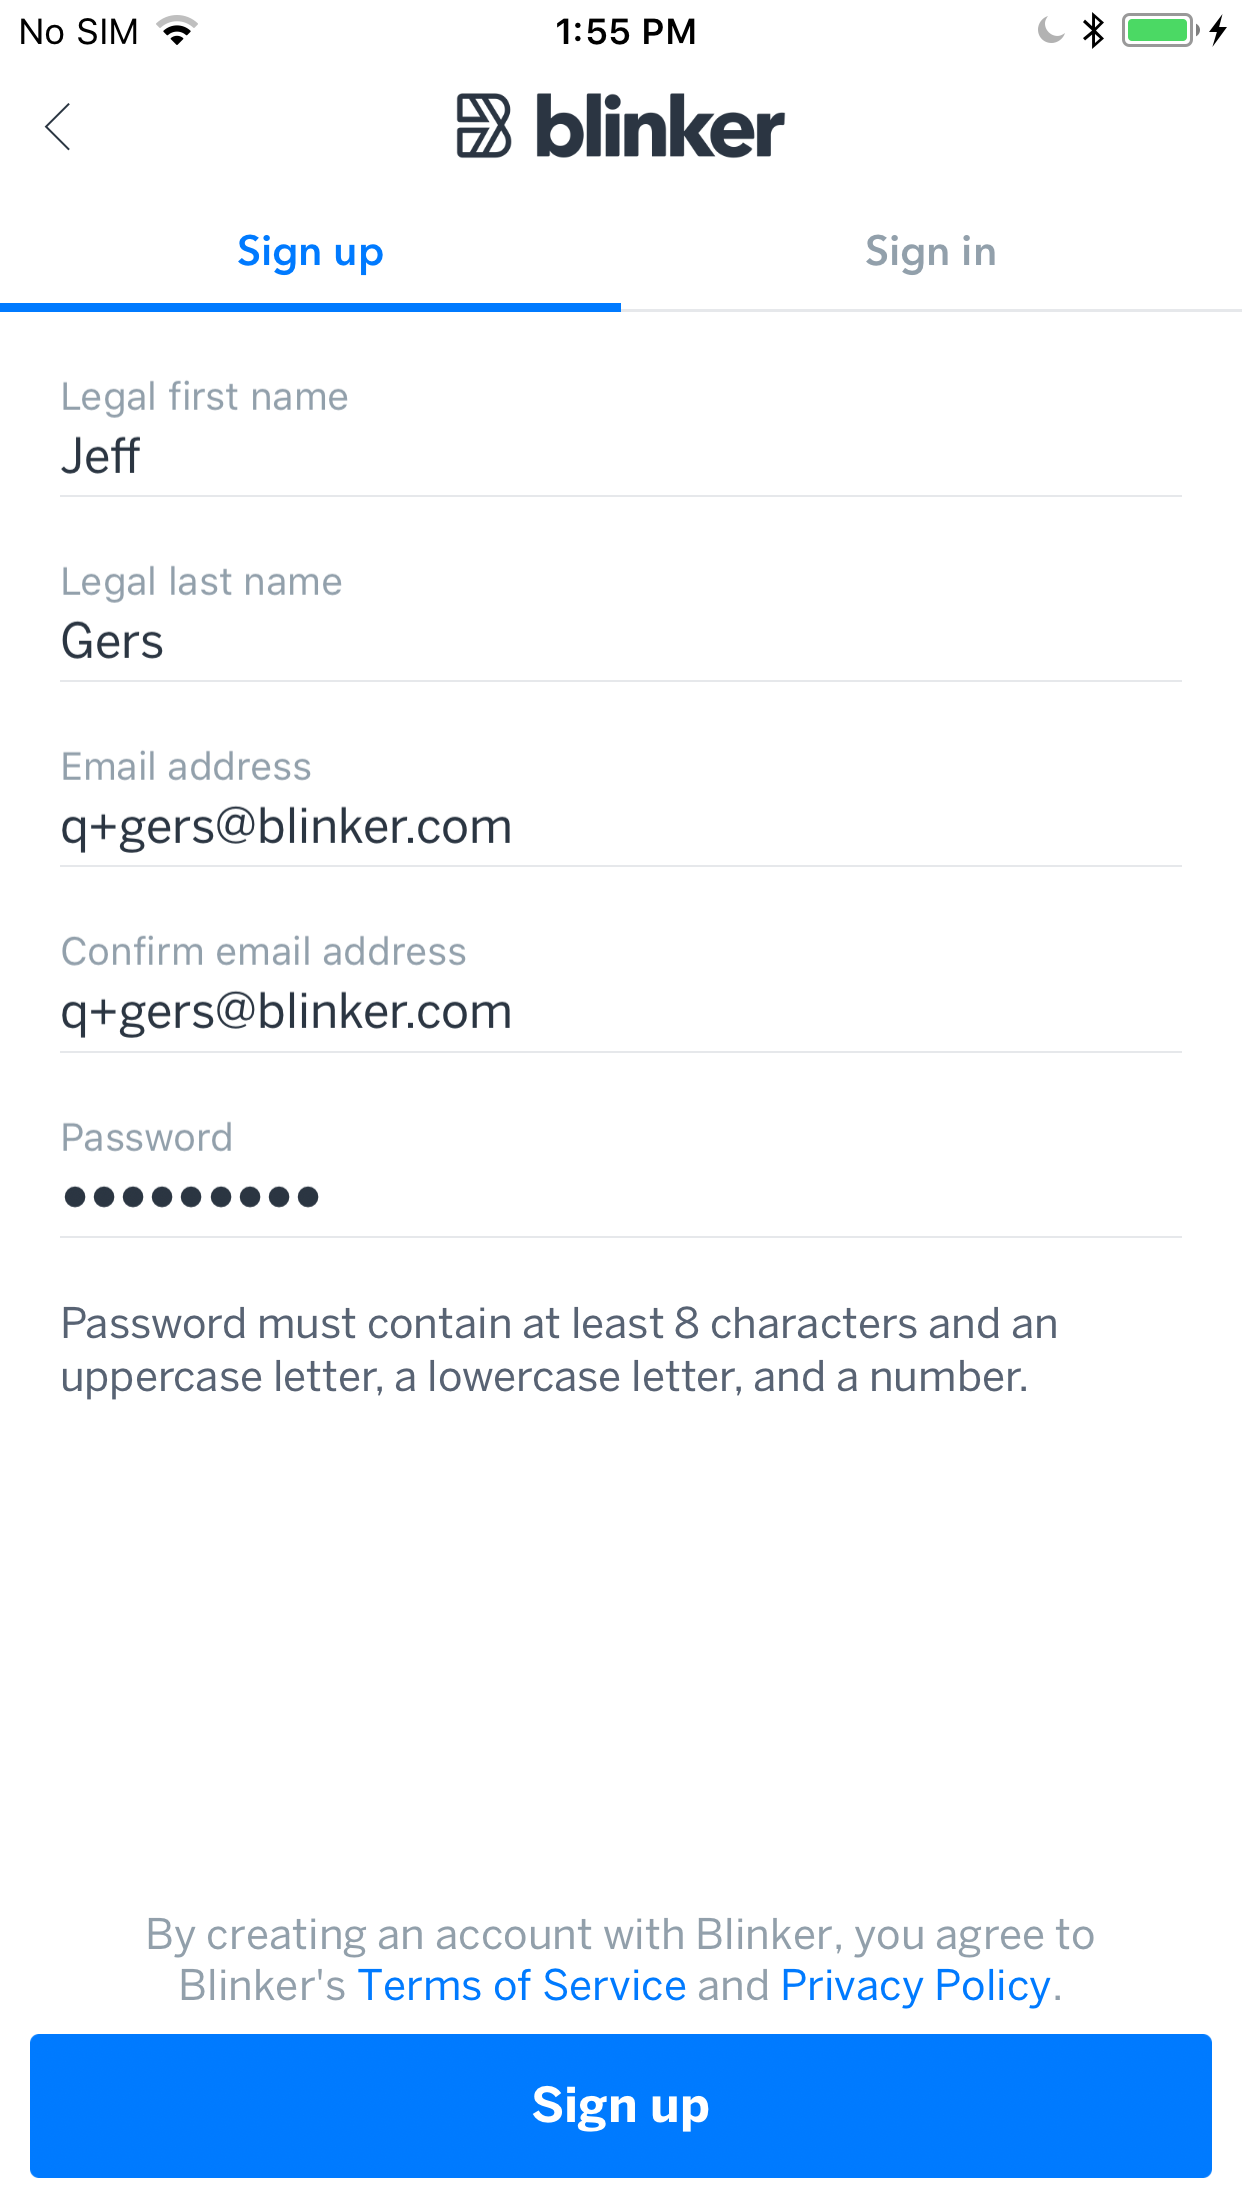 No SIM 1:55 PM
blinker
Sign up Sign in
Legal first name
Jeff
Legal last name
Gers
Email address
q+gers@blinker.com
Confirm email address
q+gers@blinker.com
Password
●●●●●●●●●
Password must contain at least 8 characters and an
uppercase letter, a lowercase letter, and a number.
By creating an account with Blinker, you agree to
Blinker's Terms of Service and Privacy Policy.
Sign up